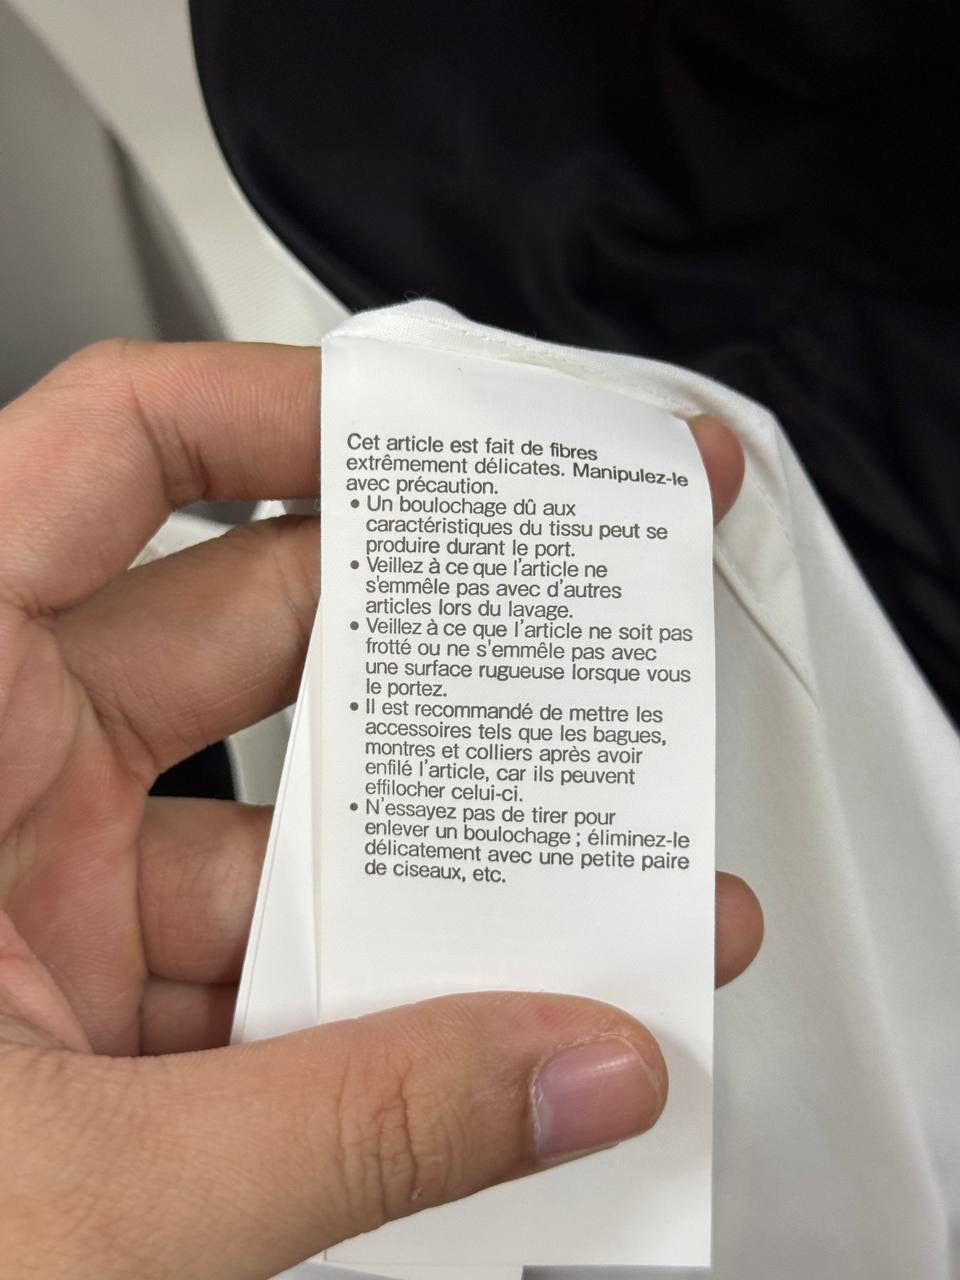 Cet article est fait de fibres
extrêmement délicates. Manipulez-le
avec précaution.
• Un boulochage dû aux
caractéristiques du tissu peut se
produire durant le port.
• Veillez à ce que l'article ne
s'emmêle pas avec d'autres
articles lors du lavage.
• Veillez à ce que l'article ne soit pas
frotté ou ne s'emmêle pas avec
une surface rugueuse lorsque vous
le portez.
• Il est recommandé de mettre les
accessoires tels que les bagues,
montres et colliers après avoir
enfilé l'article, car ils peuvent
effilocher celui-ci.
• N'essayez pas de tirer pour
enlever un boulochage ; éliminez-le
délicatement avec une petite paire
de ciseaux, etc.